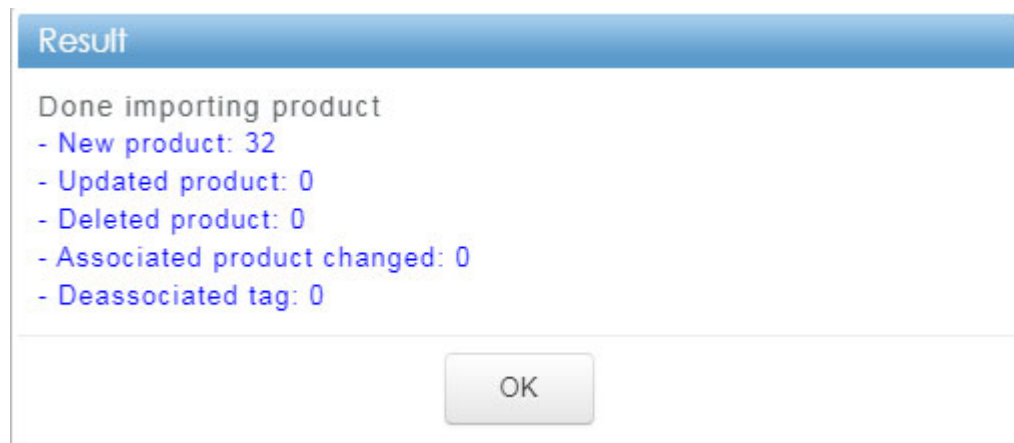 Result
Done importing product
- New product: 32
- Updated product: 0
- Deleted product: 0
- Associated product changed: 0
- Deassociated tag: 0
OK